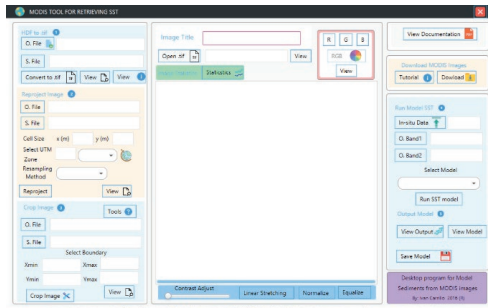 MODIS TOOL FOR RETRIEVING SST
HDF to .tif
O. File
S. File
Convert to .tif View View
Reproject Image
O. File
S. File
Cell Size x (m) y (m)
Select UTM
Zone
Resampling
Method
Reproject View
Crop Image Tools
O. File
S. File
Select Boundary
Xmin Xmax
Ymin Ymax
Crop Image View
Image Title
Open .tif View
Statistics
R G B
RGB
View
Contrast Adjust Linear Stretching Normalize Equalize
View Documentation
Download MODIS Images
Tutorial Dowload
Run Model SST
In-situ Data
O. Band1
O. Band2
Select Model
Run SST model
Output Model
View Output View Model
Save Model
Desktop program for Model
Sediments from MODIS images